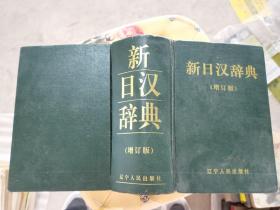 新
日
汉
辞
典
(增订版)
辽宁人民出版社
新日汉辞典
(增订版)
辽宁人民出版社